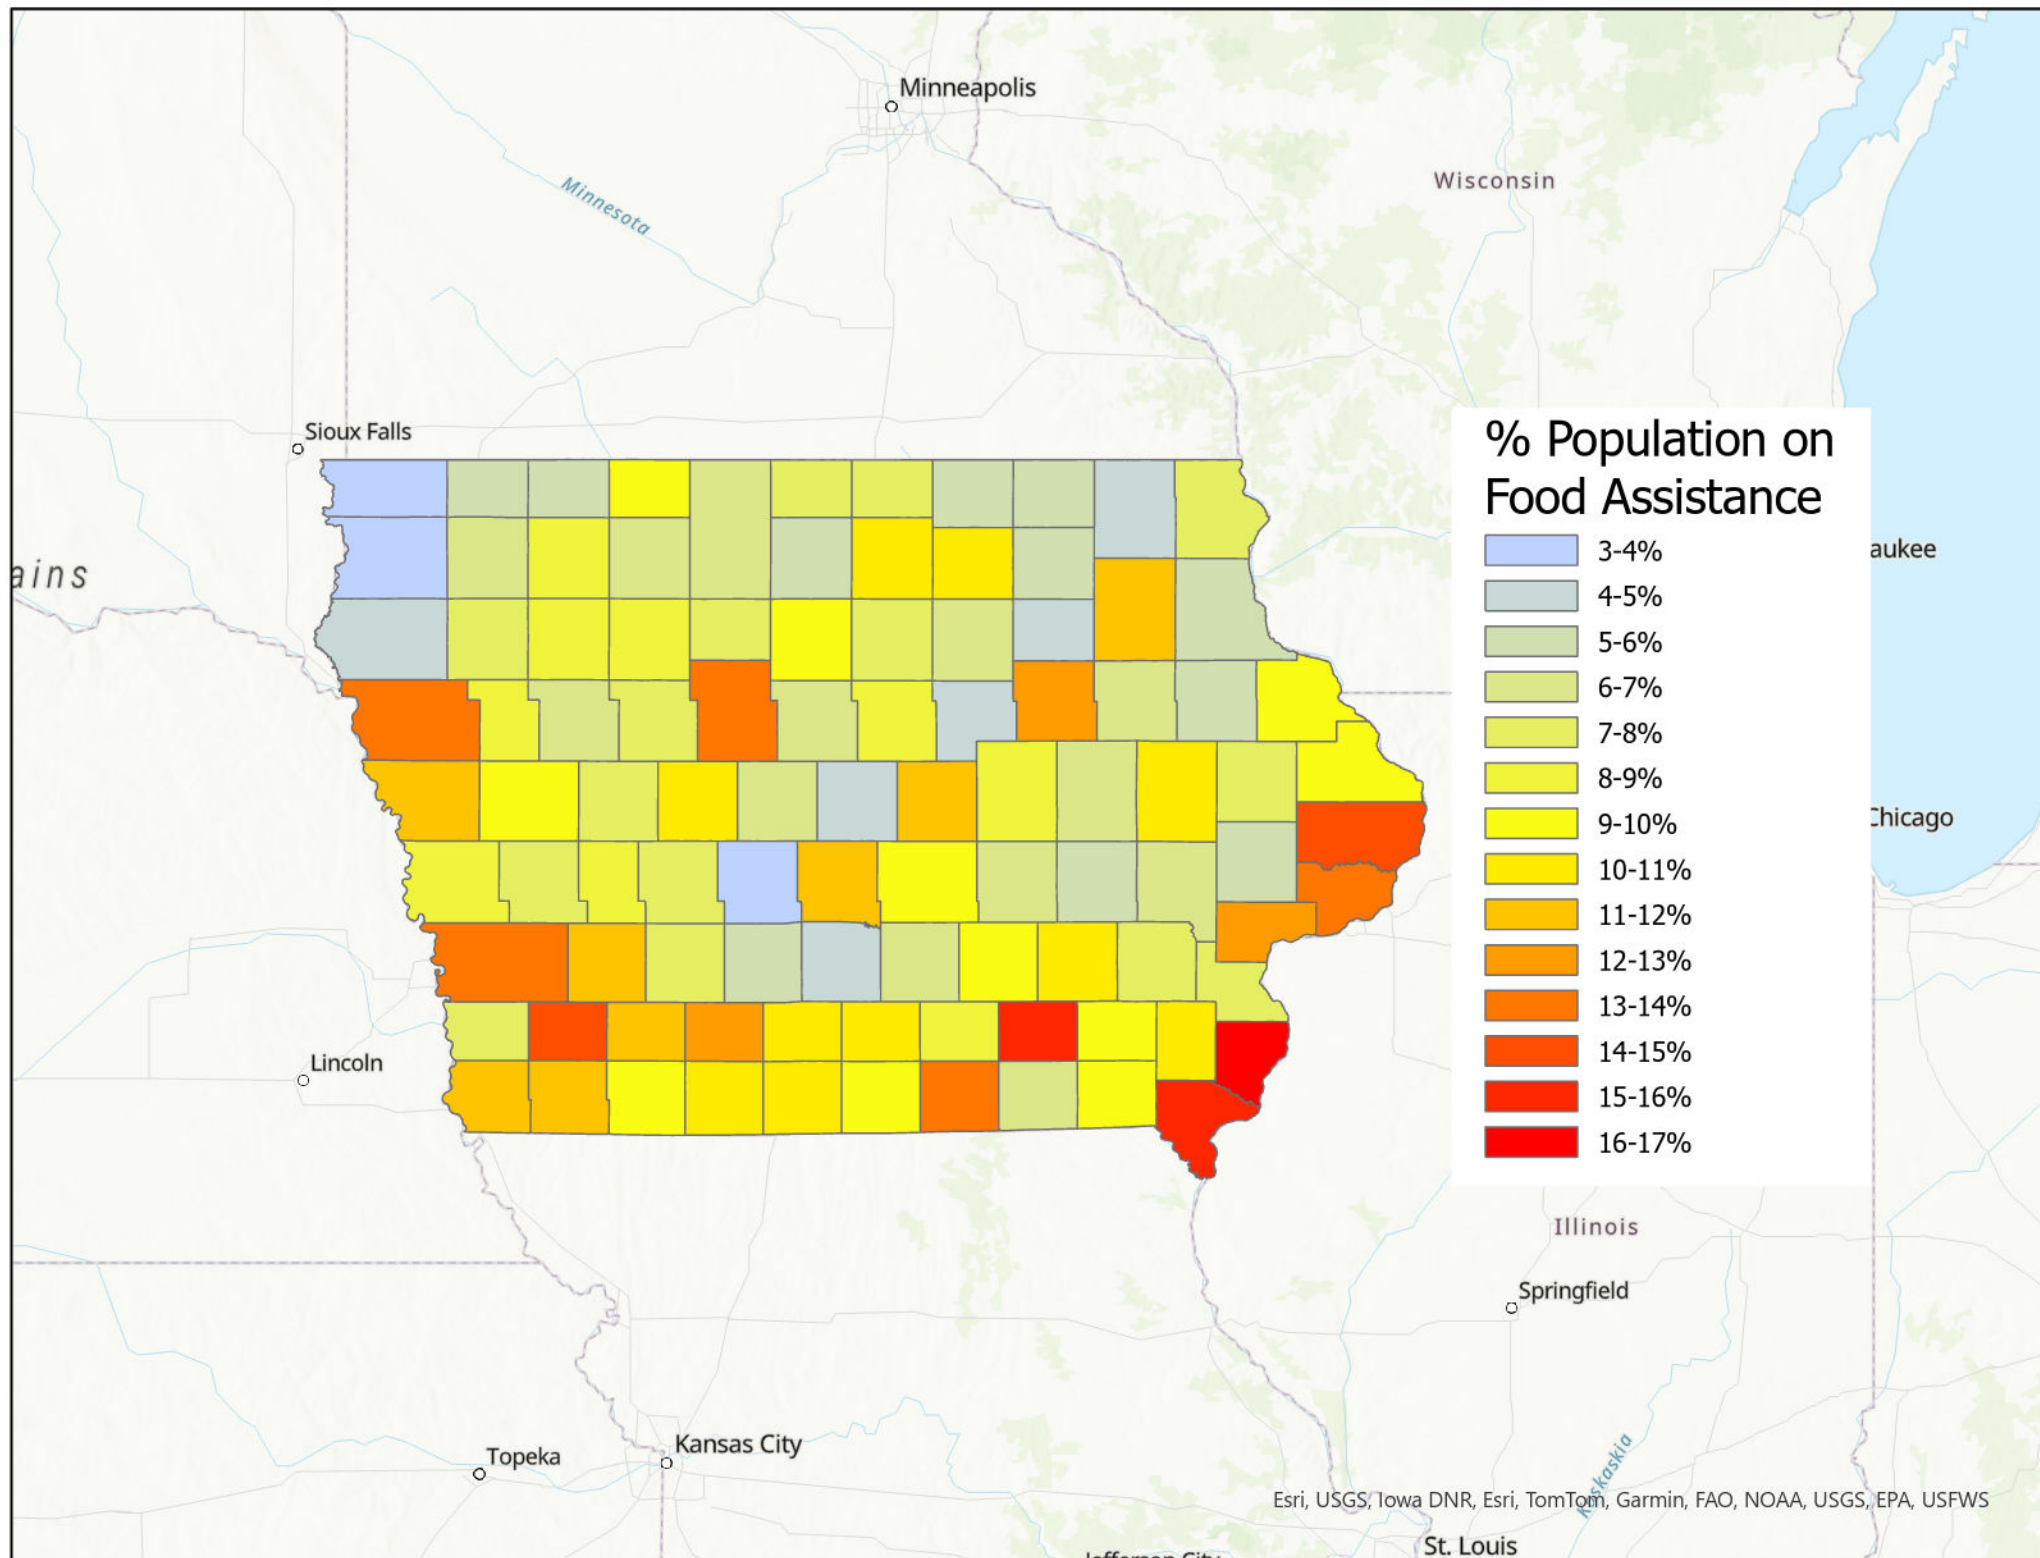 Minneapolis
Wisconsin
Minnesota
Sioux Falls
% Population on
Food Assistance
3-4%
4-5%
5-6%
6-7%
7-8%
8-9%
9-10%
10-11%
11-12%
12-13%
13-14%
14-15%
15-16%
16-17%
aukee
ains
Chicago
Lincoln
Illinois
Springfield
Kansas City
Topeka
Kaskaskia
Esri, USGS, Iowa DNR, Esri, TomTom, Garmin, FAO, NOAA, USGS, EPA, USFWS
St. Louis
Jefferson City